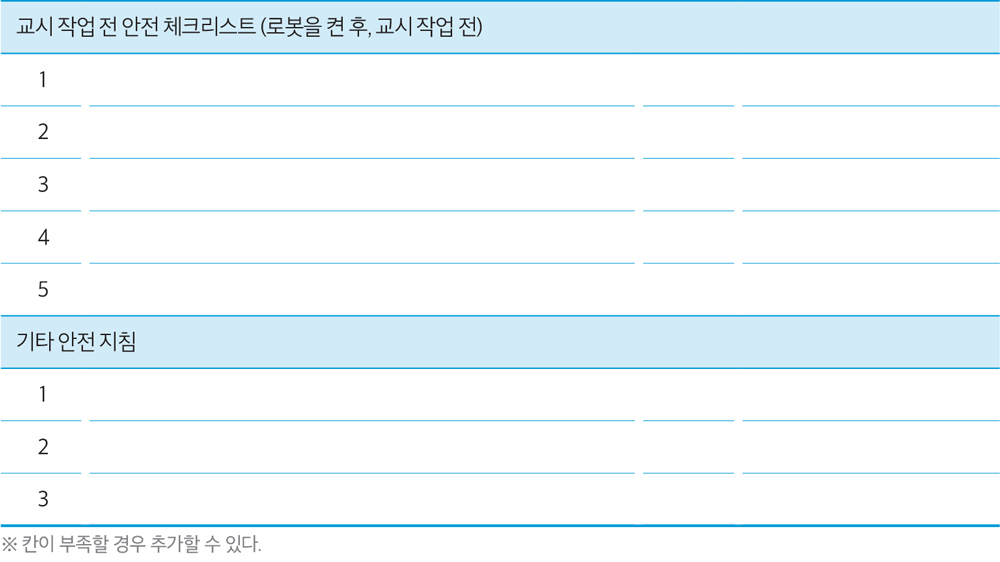 교시 작업 전 안전 체크리스트 (로봇을 켠 후, 교시 작업 전)
1
2
3
4
5
기타 안전 지침
1
2
3
※ 칸이 부족할 경우 추가할 수 있다.